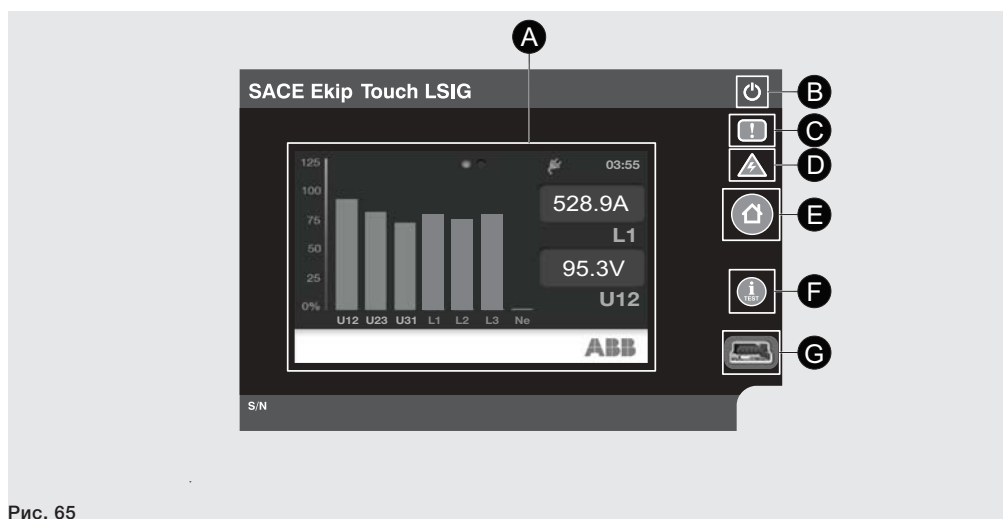 A
SACE Ekip Touch LSIG
B
C
D
E
F
G
125
100
75
50
25
0%
03:55
528.9A
L1
95.3V
U12
U12 U23 U31 L1 L2 L3 Ne
ABB
i
TEST
S/N
Рис. 65